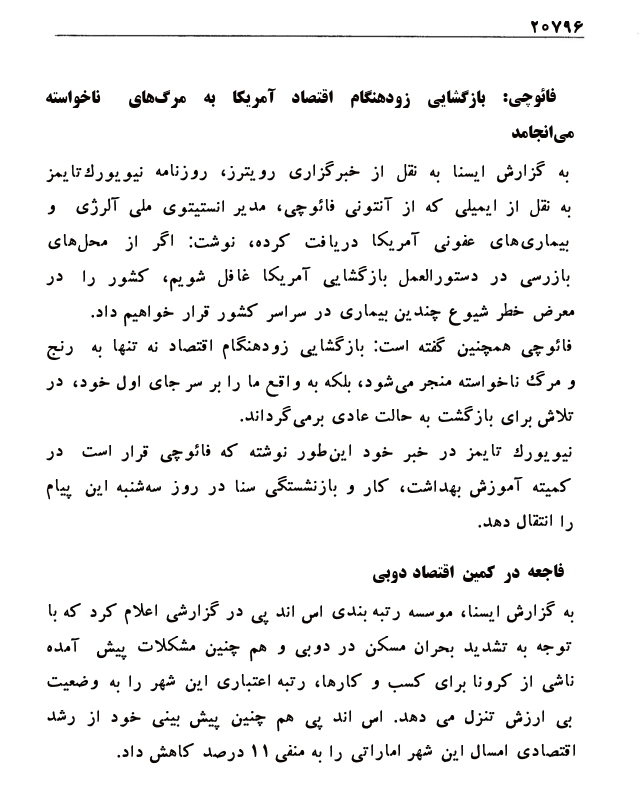 ۲۰۷۹۶
فائوچی: بازگشایی زودهنگام اقتصاد آمریکا به مرگ‌های ناخواسته
می‌انجامد
به گزارش ایسنا به نقل از خبرگزاری رویترز، روزنامه نیویورك‌تایمز
به نقل از ایمیلی که از آنتونی فائوچی، مدیر انستیتوی ملی آلرژی و
بیماری‌های عفونی آمریکا دریافت کرده، نوشت: اگر از محل‌های
بازرسی در دستورالعمل بازگشایی آمریکا غافل شویم، کشور را در
معرض خطر شیوع چندین بیماری در سراسر کشور قرار خواهیم داد.
فائوچی همچنین گفته است: بازگشایی زودهنگام اقتصاد نه تنها به رنج
و مرگ ناخواسته منجر می‌شود، بلکه به واقع ما را بر سر جای اول خود، در
تلاش برای بازگشت به حالت عادی برمی‌گرداند.
نیویورك تایمز در خبر خود این‌طور نوشته که فائوچی قرار است در
کمیته آموزش بهداشت، کار و بازنشستگی سنا در روز سه‌شنبه این پیام
را انتقال دهد.
فاجعه در کمین اقتصاد دوبی
به گزارش ایسنا، موسسه رتبه بندی اس اند پی در گزارشی اعلام کرد که با
توجه به تشدید بحران مسکن در دوبی و هم چنین مشکلات پیش آمده
ناشی از کرونا برای کسب و کارها، رتبه اعتباری این شهر را به وضعیت
بی ارزش تنزل می دهد. اس اند پی هم چنین پیش بینی خود از رشد
اقتصادی امسال این شهر اماراتی را به منفی ۱۱ درصد کاهش داد.